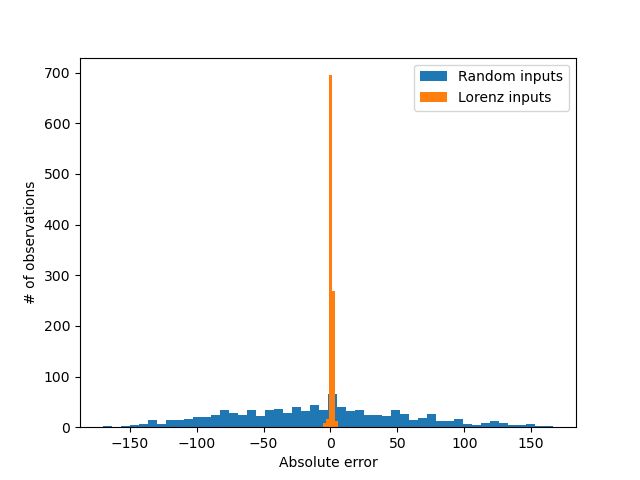 Random inputs
Lorenz inputs
700
600
500
400
300
200
100
0
# of observations
−150 −100 −50 0 50 100 150
Absolute error